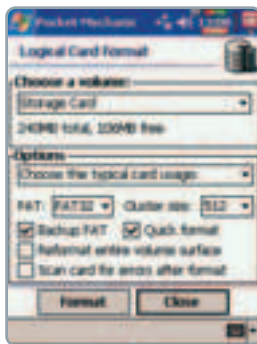 Pocket Mechanic
Logical Card Format
Choose a volume:
Storage Card
240MB total, 106MB free
Options
Choose the typical card usages
FAT: FAT32 Cluster size: 512
Backup FAT Quick format
Reformat entire volume surface
Scan card for errors after format
Format Close